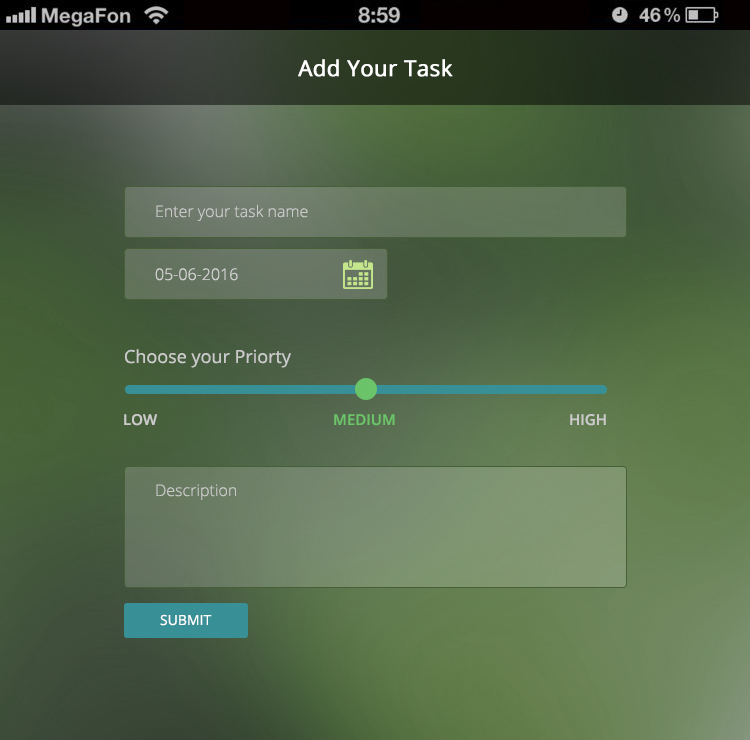 MegaFon 8:59 46%
Add Your Task
Enter your task name
05-06-2016
Choose your Priorty
LOW MEDIUM HIGH
Description
SUBMIT